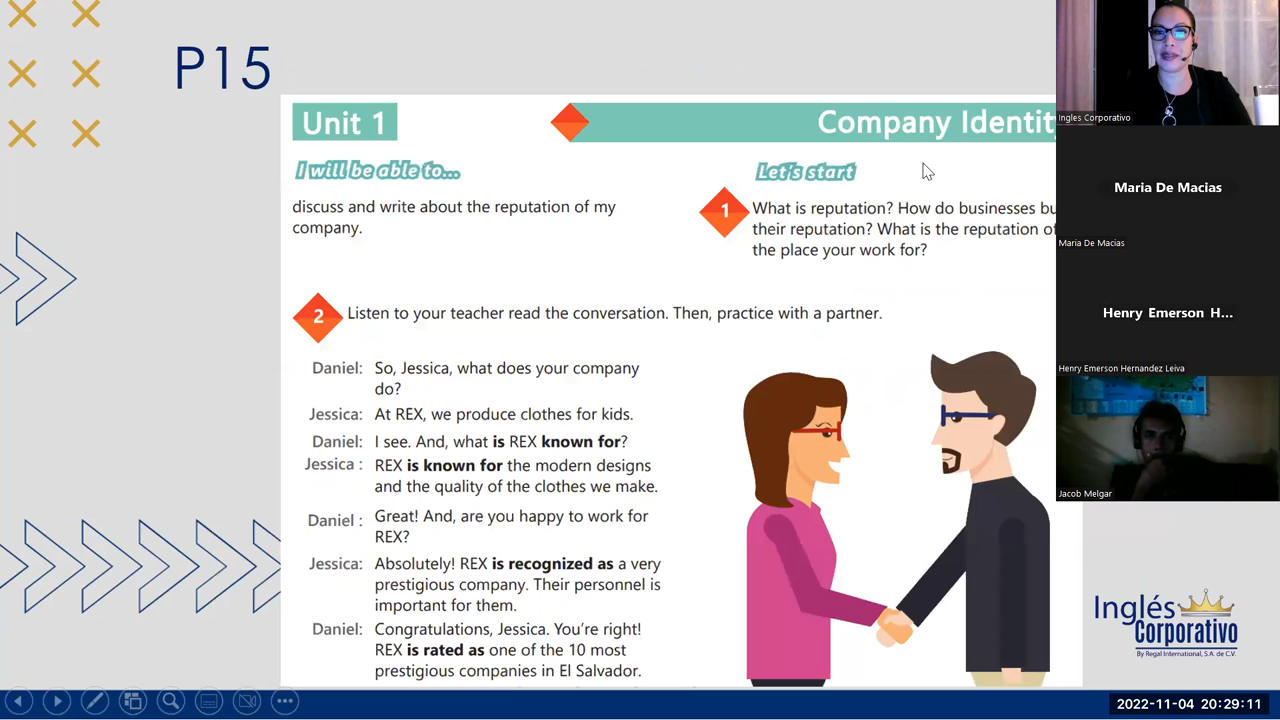 P15
Unit 1
Company Identity
I will be able to...
discuss and write about the reputation of my
company.
Let's start
1
What is reputation? How do businesses bu
their reputation? What is the reputation of
the place your work for?
2
Listen to your teacher read the conversation. Then, practice with a partner.
Daniel: So, Jessica, what does your company
do?
Jessica: At REX, we produce clothes for kids.
Daniel: I see. And, what is REX known for?
Jessica : REX is known for the modern designs
and the quality of the clothes we make.
Daniel : Great! And, are you happy to work for
REX?
Jessica: Absolutely! REX is recognized as a very
prestigious company. Their personnel is
important for them.
Daniel: Congratulations, Jessica. You're right!
REX is rated as one of the 10 most
prestigious companies in El Salvador.
Ingles Corporativo
Maria De Macias
Maria De Macias
Henry Emerson H...
Henry Emerson Hernandez Leiva
Jacob Melgar
Inglés
Corporativo
By Regal International, S.A. de C.V.
2022-11-04 20:29:11